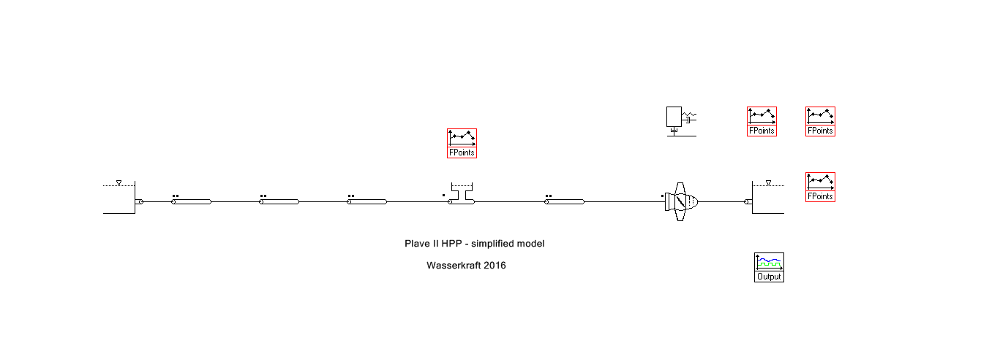 FPoints
FPoints
FPoints
FPoints
Plave II HPP - simplified model
Wasserkraft 2016
Output